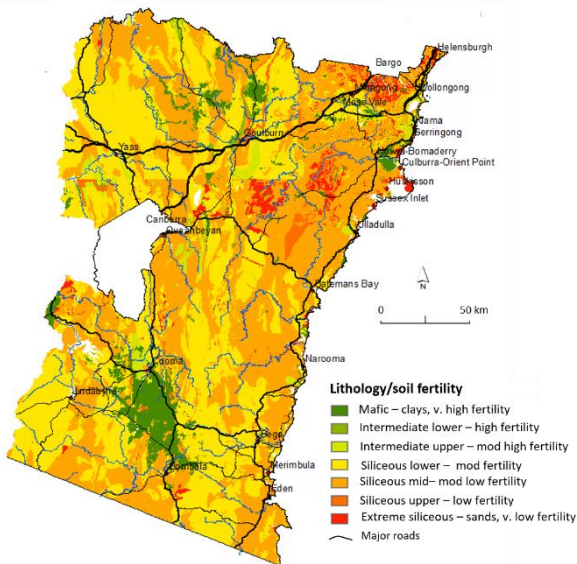 Helensburgh
Bargo
Mittagong
Wollongong
Moss Vale
Kiama
Gerringong
Goulburn
Yass
Nowra-Bomaderry
Culburra-Orient Point
Huskisson
Sussex Inlet
Canberra
Queanbeyan
Ulladulla
Batemans Bay
N
0 50 km
Narooma
Cooma
Jindabyne
Bega
Merimbula
Bombala
Eden
Lithology/soil fertility
Mafic – clays, v. high fertility
Intermediate lower – high fertility
Intermediate upper – mod high fertility
Siliceous lower – mod fertility
Siliceous mid– mod low fertility
Siliceous upper – low fertility
Extreme siliceous – sands, v. low fertility
Major roads